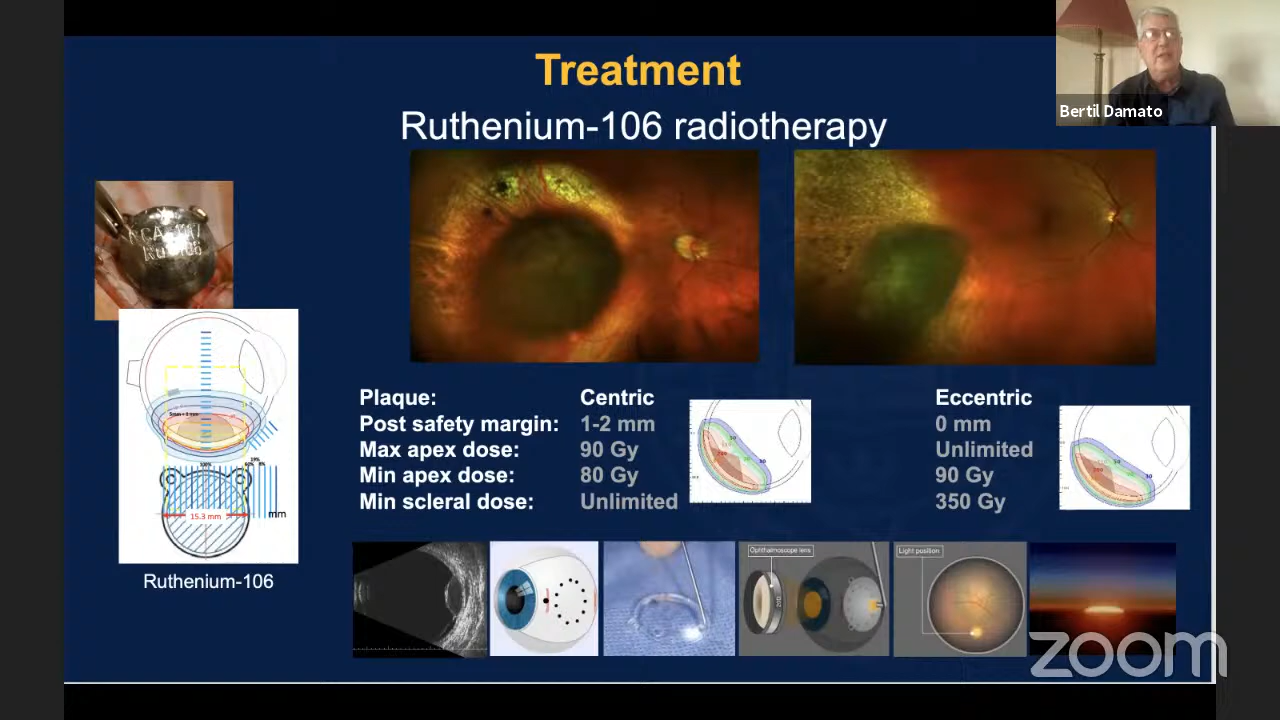 Treatment
Ruthenium-106 radiotherapy
Bertil Damato
Plaque: Centric Eccentric
Post safety margin: 1-2 mm 0 mm
Max apex dose: 90 Gy Unlimited
Min apex dose: 80 Gy 90 Gy
Min scleral dose: Unlimited 350 Gy
15.3 mm
mm
Ruthenium-106
Ophthalmoscope lens
20D
Light position
zoom